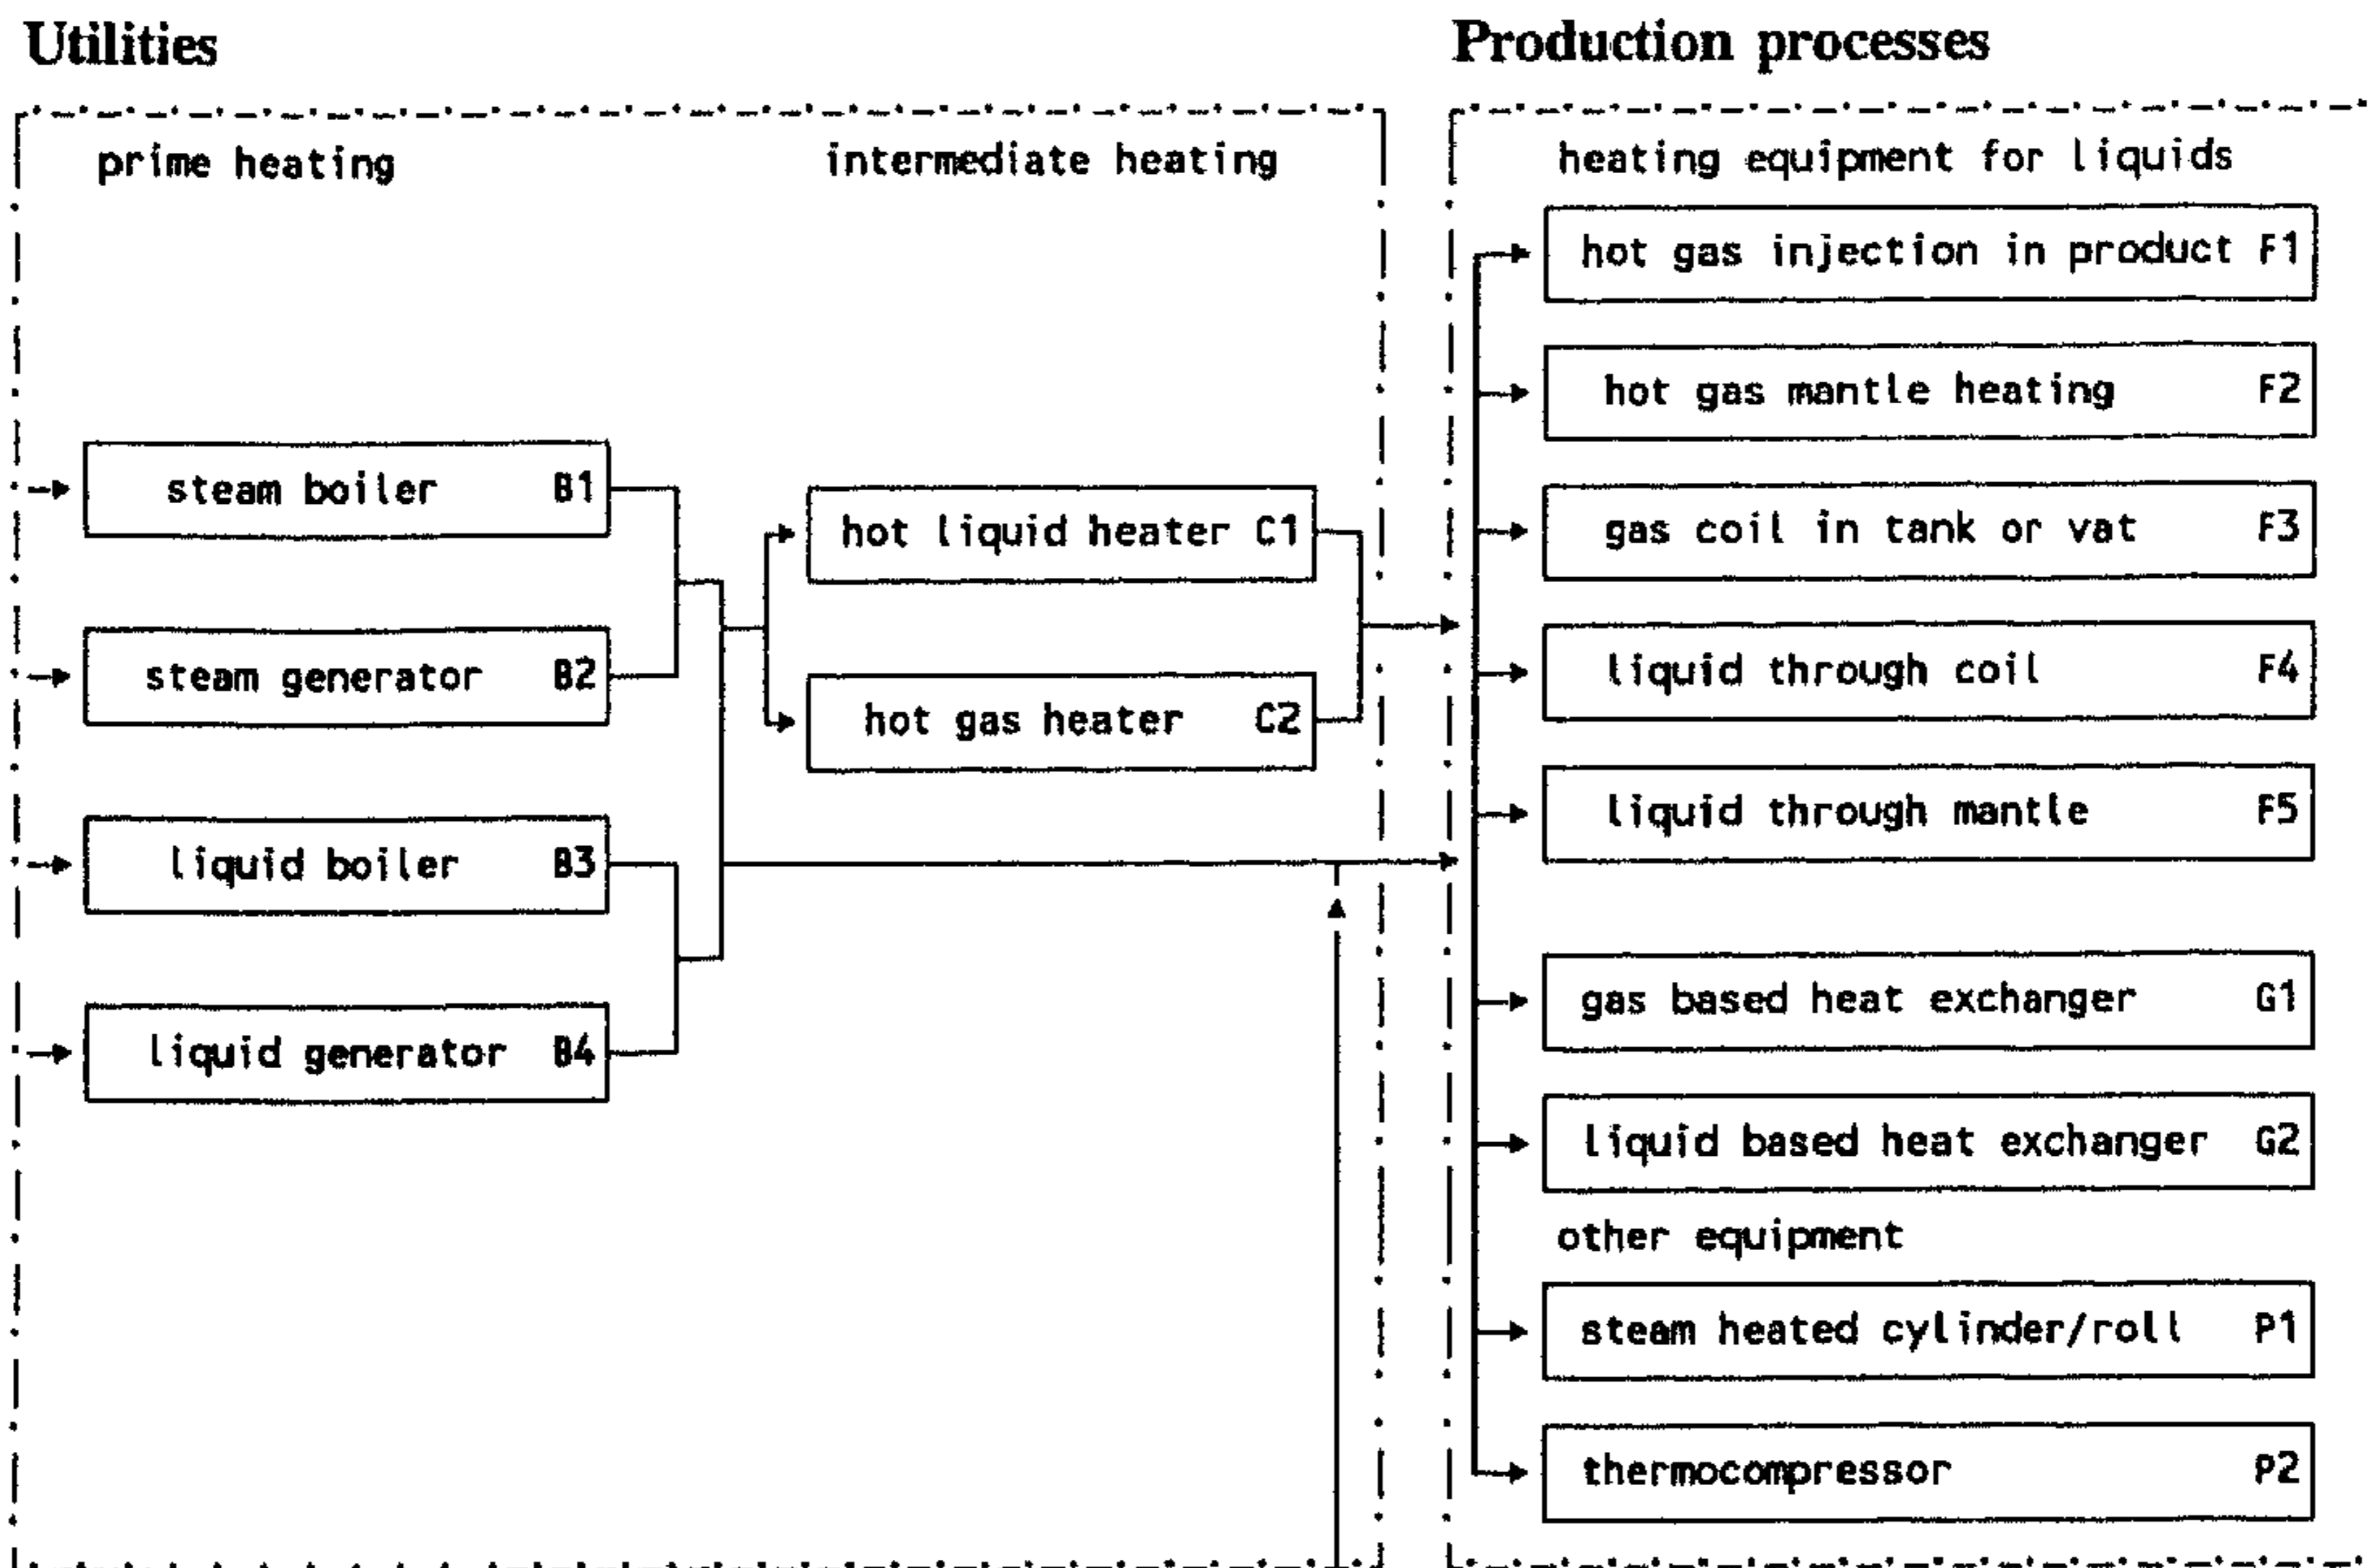 Utilities
Production processes
prime heating
intermediate heating
heating equipment for liquids
hot gas injection in product F1
hot gas mantle heating F2
steam boiler B1
hot liquid heater C1
gas coil in tank or vat F3
steam generator B2
hot gas heater C2
liquid through coil F4
liquid boiler B3
liquid through mantle F5
liquid generator B4
gas based heat exchanger G1
liquid based heat exchanger G2
other equipment
steam heated cylinder/roll P1
thermocompressor P2